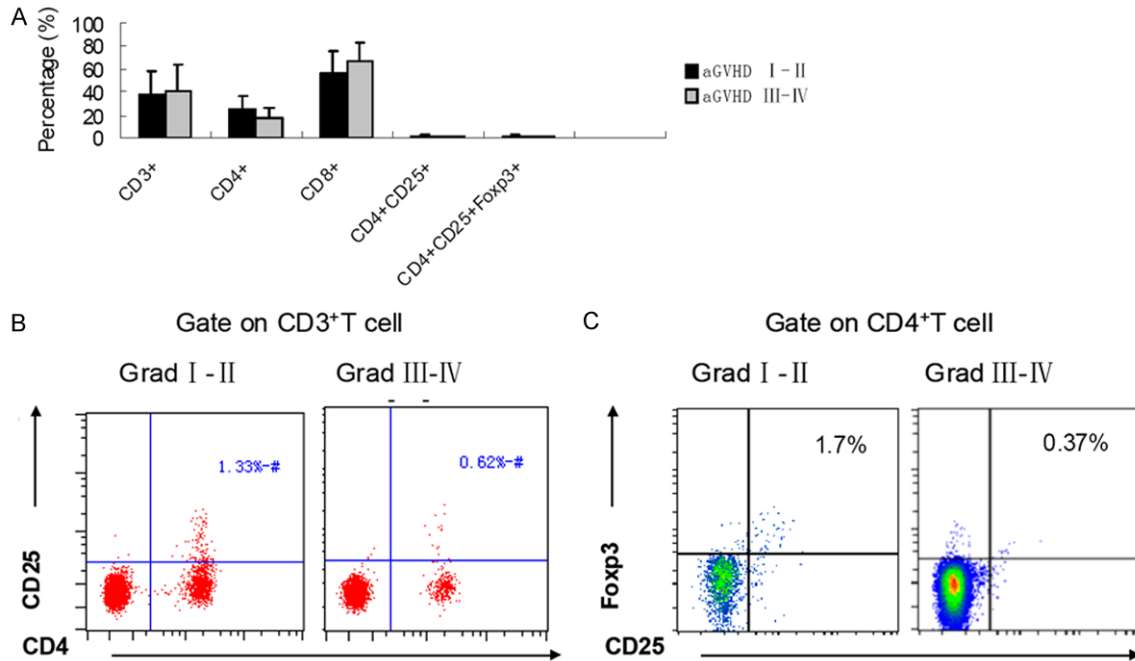 A
Percentage (%)
100
80
60
40
20
0
CD3+
CD4+
CD8+
CD4+CD25+
CD4+CD25+Foxp3+
aGVHD Ⅰ-Ⅱ
aGVHD Ⅲ-Ⅳ
B
Gate on CD3⁺T cell
Grad Ⅰ-Ⅱ
Grad Ⅲ-Ⅳ
1.33%-#
0.62%-#
CD25
CD4
C
Gate on CD4⁺T cell
Grad Ⅰ-Ⅱ
Grad Ⅲ-Ⅳ
1.7%
0.37%
Foxp3
CD25